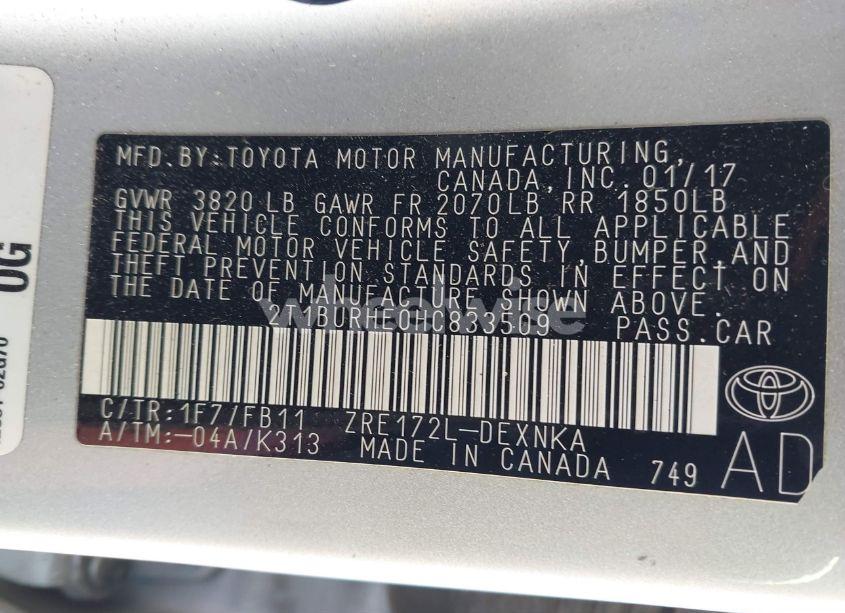 MFD.BY:TOYOTA MOTOR MANUFACTURING,
CANADA,INC. 01/17
GVWR 3820 LB GAWR FR 2070LB, RR 1850LB
THIS VEHICLE CONFORMS TO ALL APPLICABLE
FEDERAL MOTOR VEHICLE SAFETY, BUMPER, AND
THEFT PREVENTION STANDARDS IN EFFECT ON
THE DATE OF MANUFACTURE SHOWN ABOVE.
PASS.CAR
C/TR:1F7/FB11 ZRE172L-DEXNKA
A/TM:-04A/K313 MADE IN CANADA 749
AD
OG